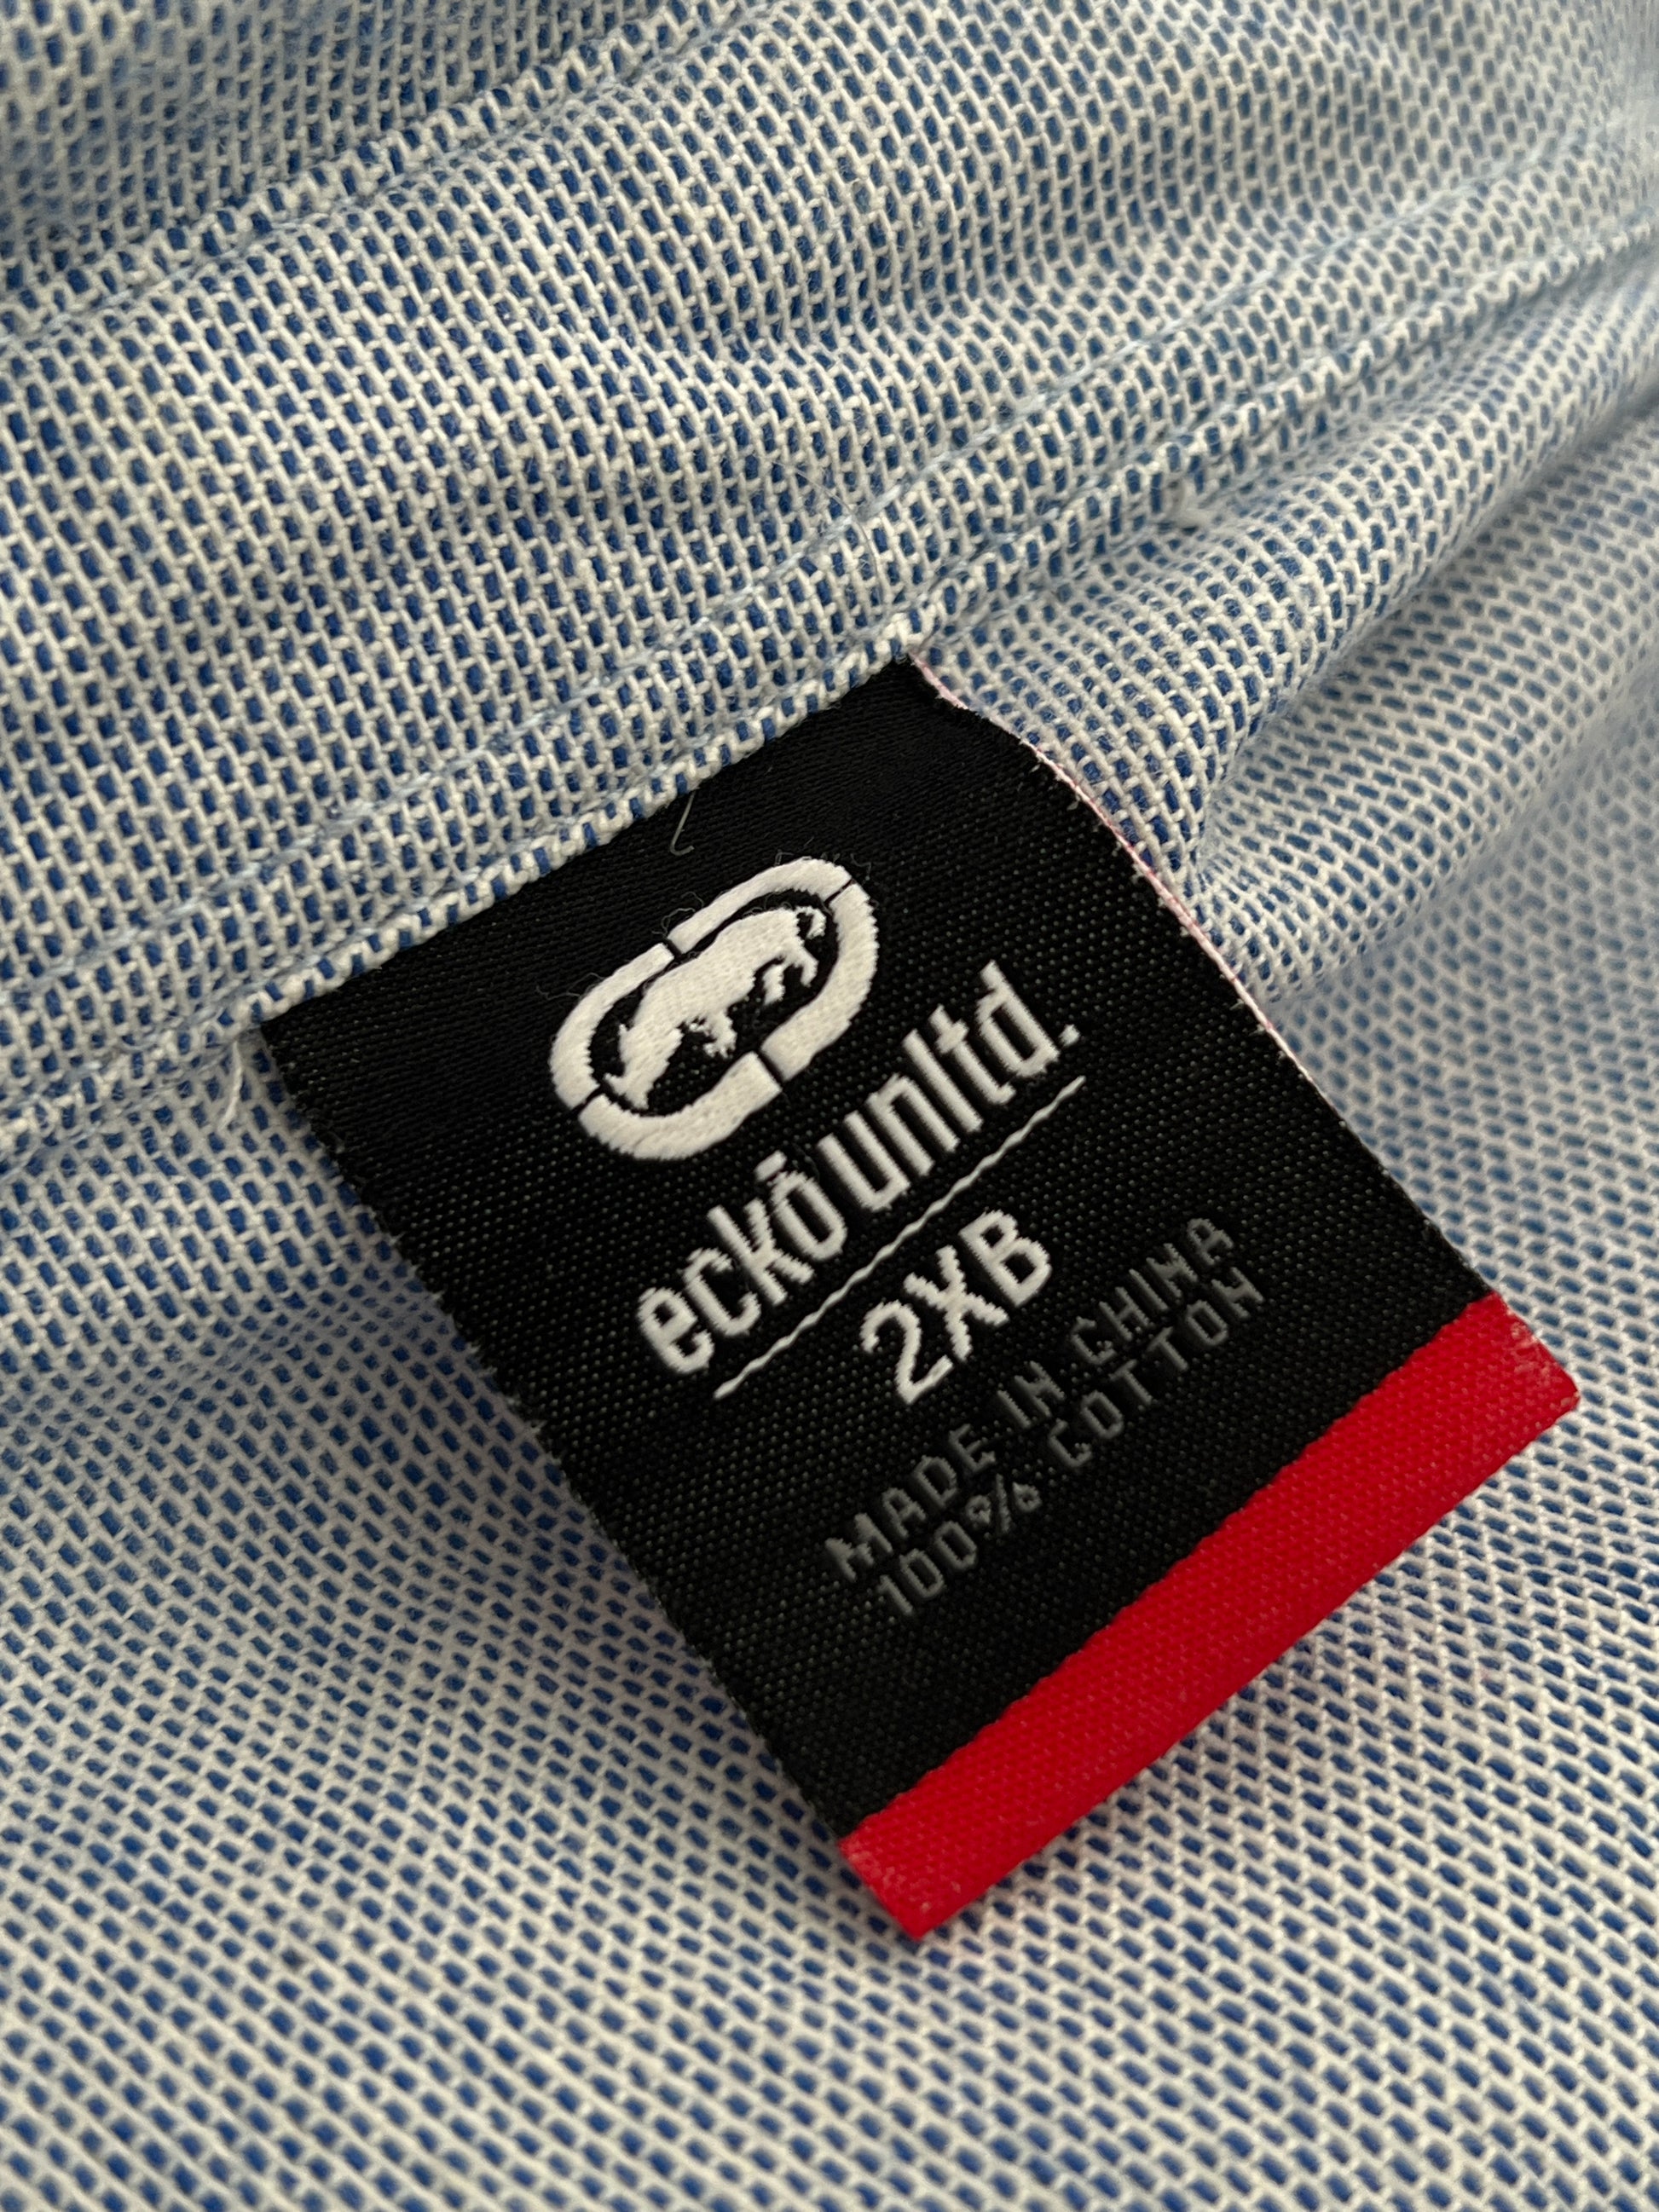 eckō unltd.
2XB
MADE IN CHINA
100% COTTON